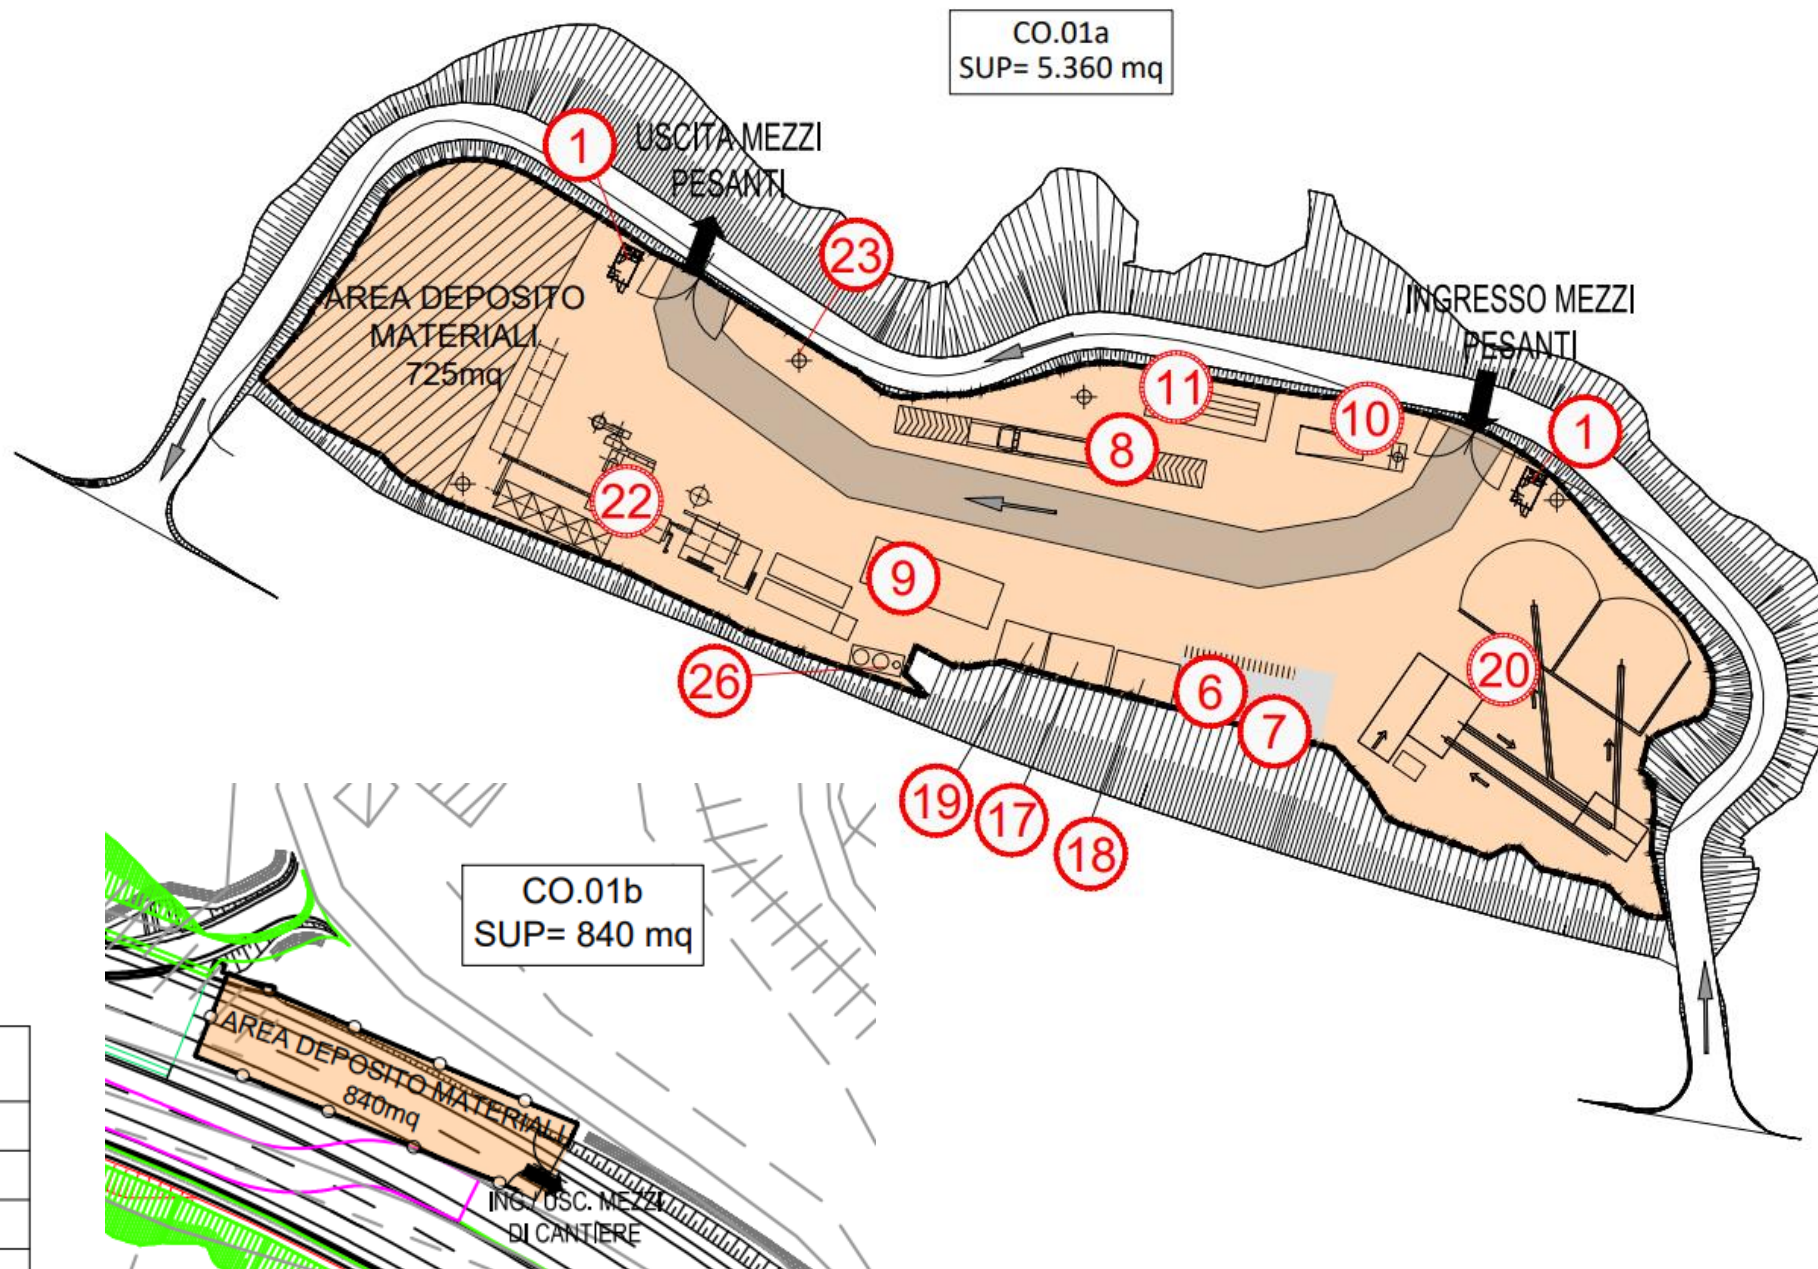 CO.01a
SUP= 5.360 mq
1
USCITA MEZZI
PESANTI
23
AREA DEPOSITO
MATERIALI
725mq
INGRESSO MEZZI
PESANTI
11
10
1
8
22
9
26
6
7
20
19
17
18
CO.01b
SUP= 840 mq
AREA DEPOSITO MATERIALI
840mq
ING./ USC. MEZZI
DI CANTIERE